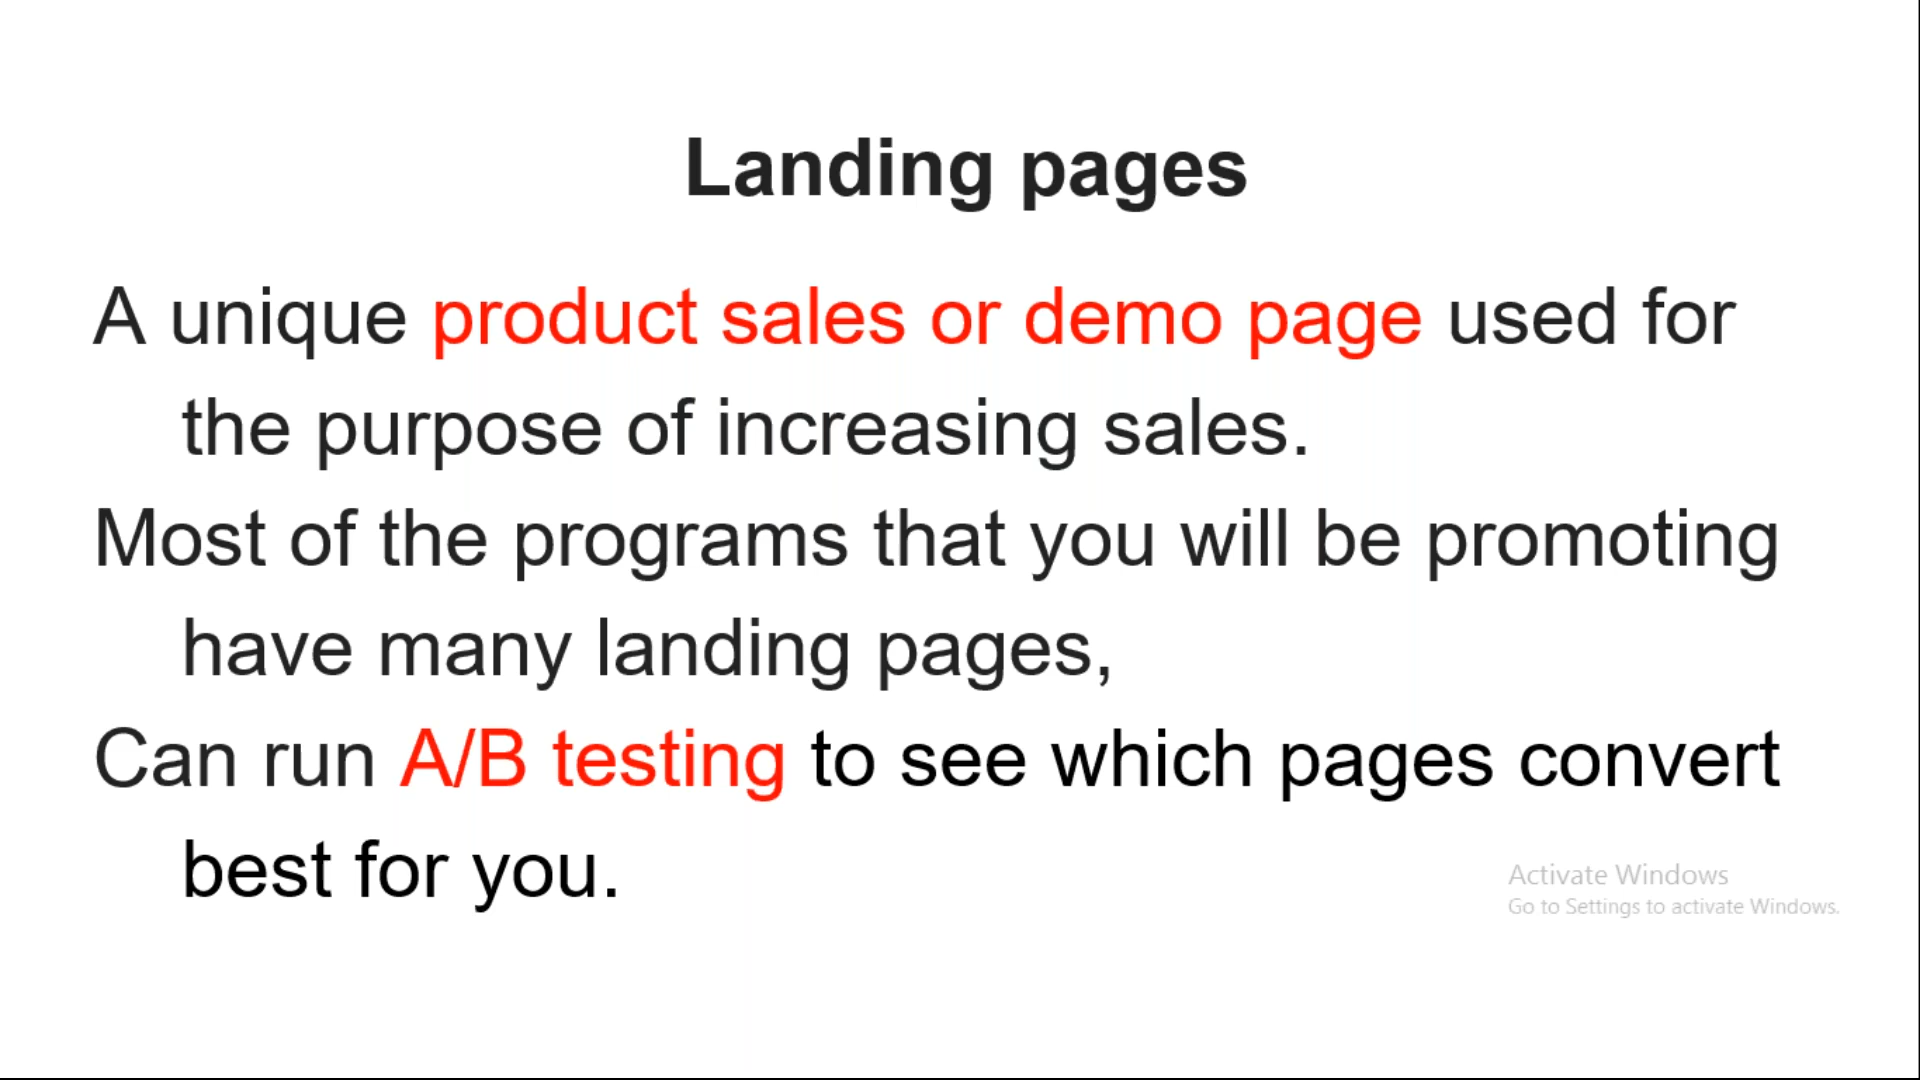 Landing pages
A unique product sales or demo page used for
the purpose of increasing sales.
Most of the programs that you will be promoting
have many landing pages,
Can run A/B testing to see which pages convert
best for you.
Activate Windows
Go to Settings to activate Windows.